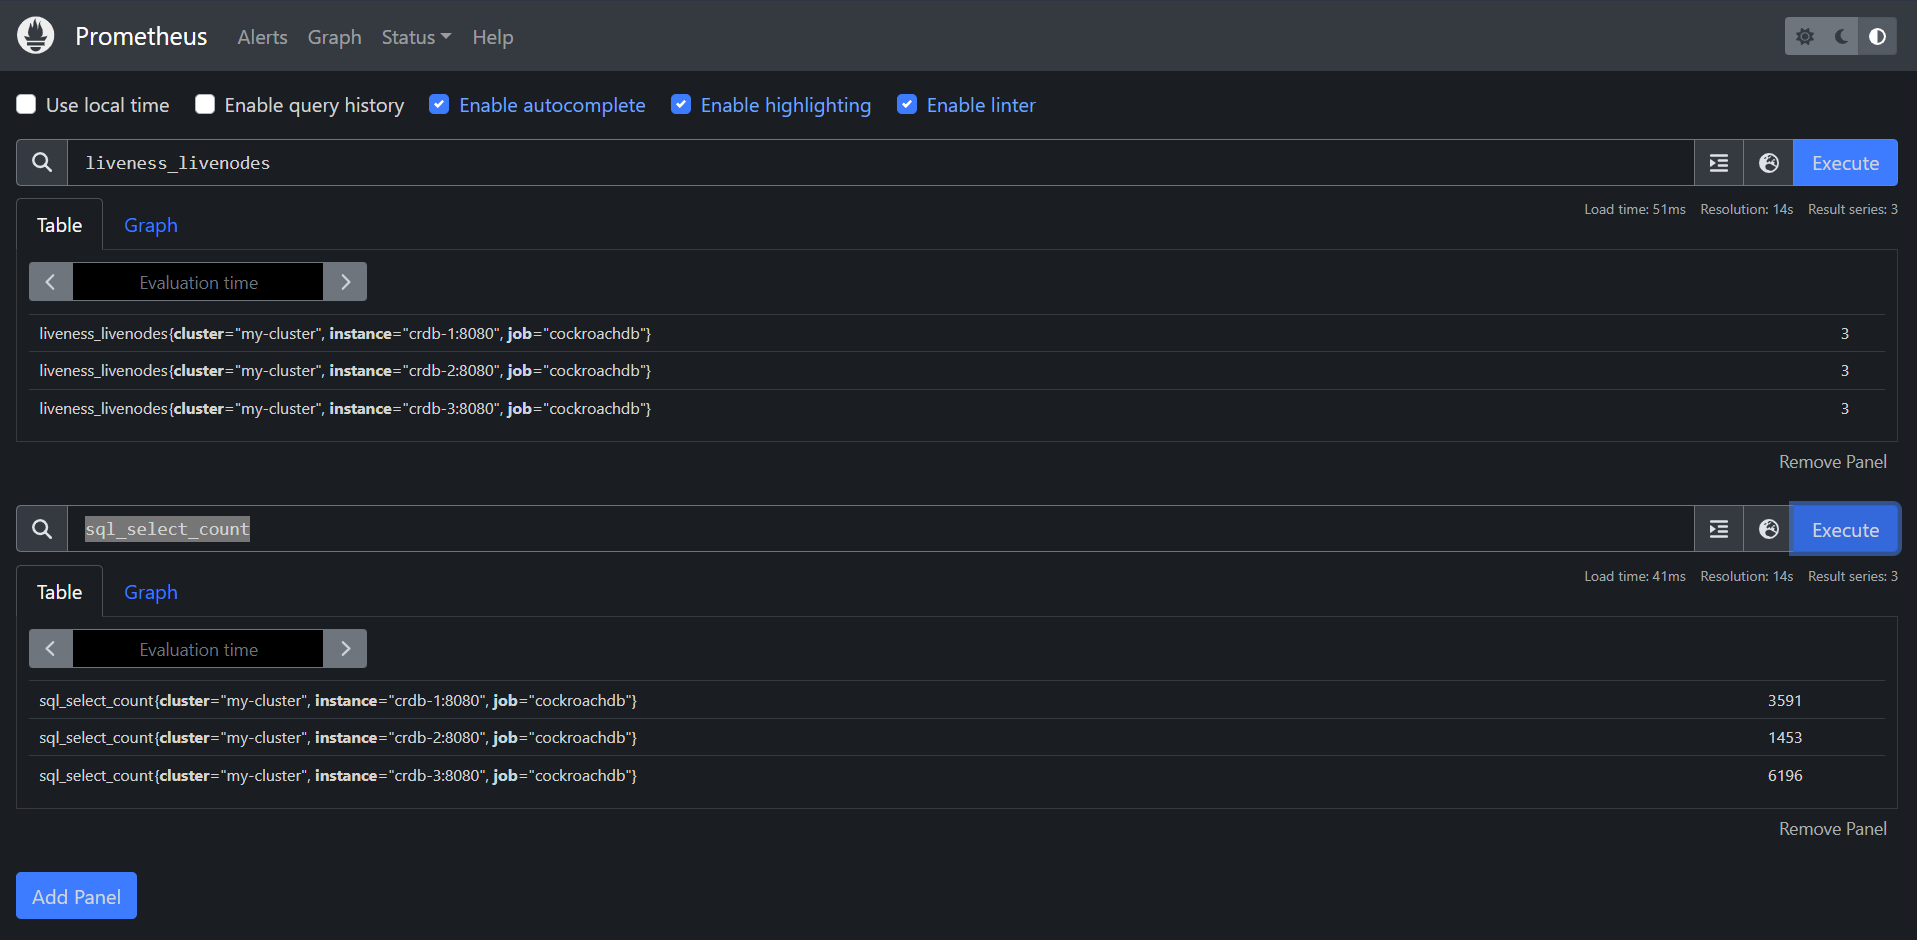 Prometheus Alerts Graph Status Help
Use local time Enable query history Enable autocomplete Enable highlighting Enable linter
liveness_livenodes Execute
Table Graph Load time: 51ms Resolution: 14s Result series: 3
Evaluation time
liveness_livenodes{cluster="my-cluster", instance="crdb-1:8080", job="cockroachdb"} 3
liveness_livenodes{cluster="my-cluster", instance="crdb-2:8080", job="cockroachdb"} 3
liveness_livenodes{cluster="my-cluster", instance="crdb-3:8080", job="cockroachdb"} 3
Remove Panel
sql_select_count Execute
Table Graph Load time: 41ms Resolution: 14s Result series: 3
Evaluation time
sql_select_count{cluster="my-cluster", instance="crdb-1:8080", job="cockroachdb"} 3591
sql_select_count{cluster="my-cluster", instance="crdb-2:8080", job="cockroachdb"} 1453
sql_select_count{cluster="my-cluster", instance="crdb-3:8080", job="cockroachdb"} 6196
Remove Panel
Add Panel